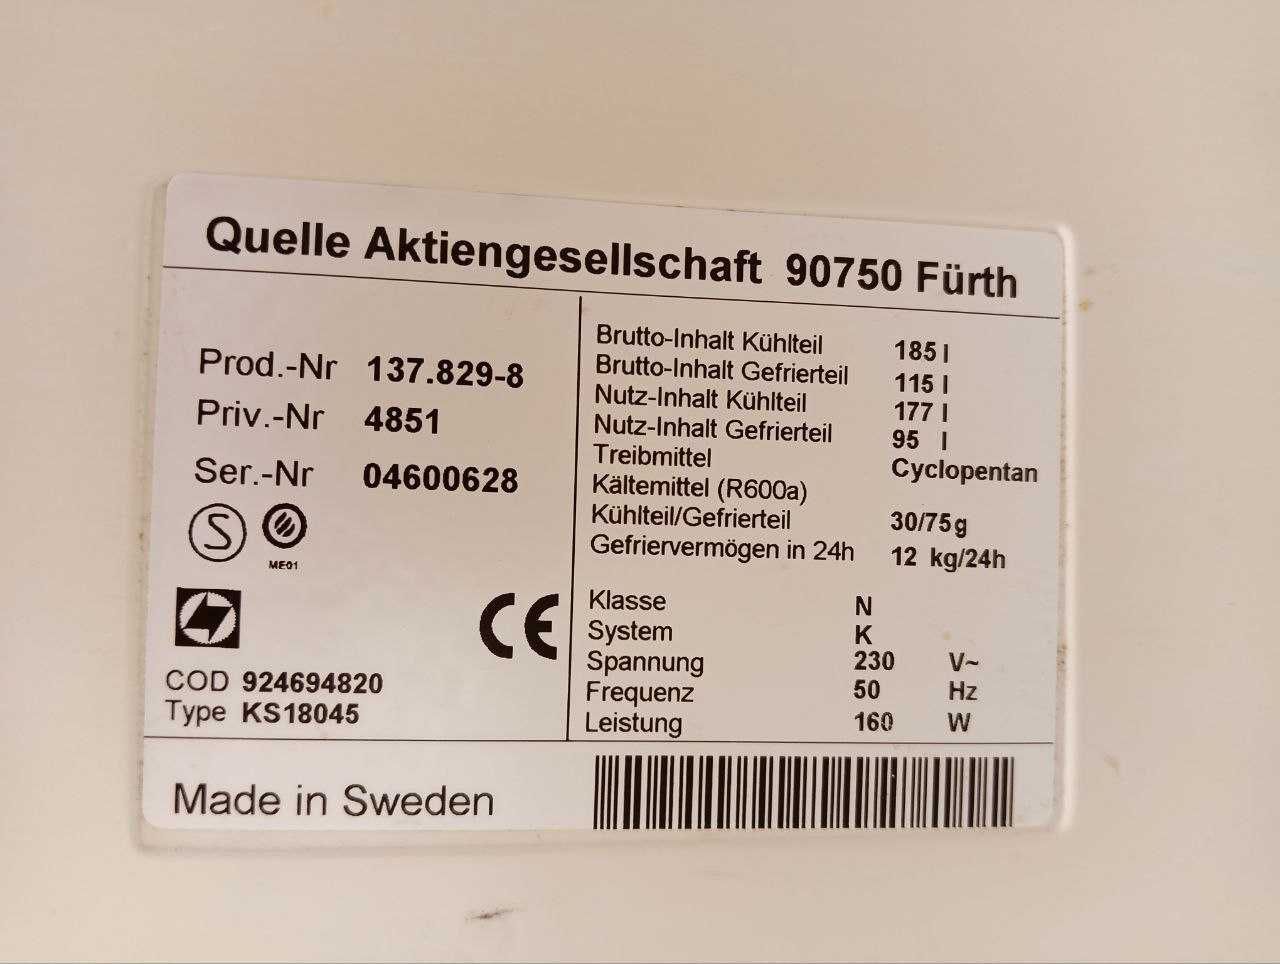 Quelle Aktiengesellschaft 90750 Fürth
Prod.-Nr 137.829-8
Priv.-Nr 4851
Ser.-Nr 04600628
S
ME01
CE
COD 924694820
Type KS18045
Brutto-Inhalt Kühlteil 185 l
Brutto-Inhalt Gefrierteil 115 l
Nutz-Inhalt Kühlteil 177 l
Nutz-Inhalt Gefrierteil 95 l
Treibmittel Cyclopentan
Kältemittel (R600a)
Kühlteil/Gefrierteil 30/75g
Gefriervermögen in 24h 12 kg/24h
Klasse N
System K
Spannung 230 V~
Frequenz 50 Hz
Leistung 160 W
Made in Sweden